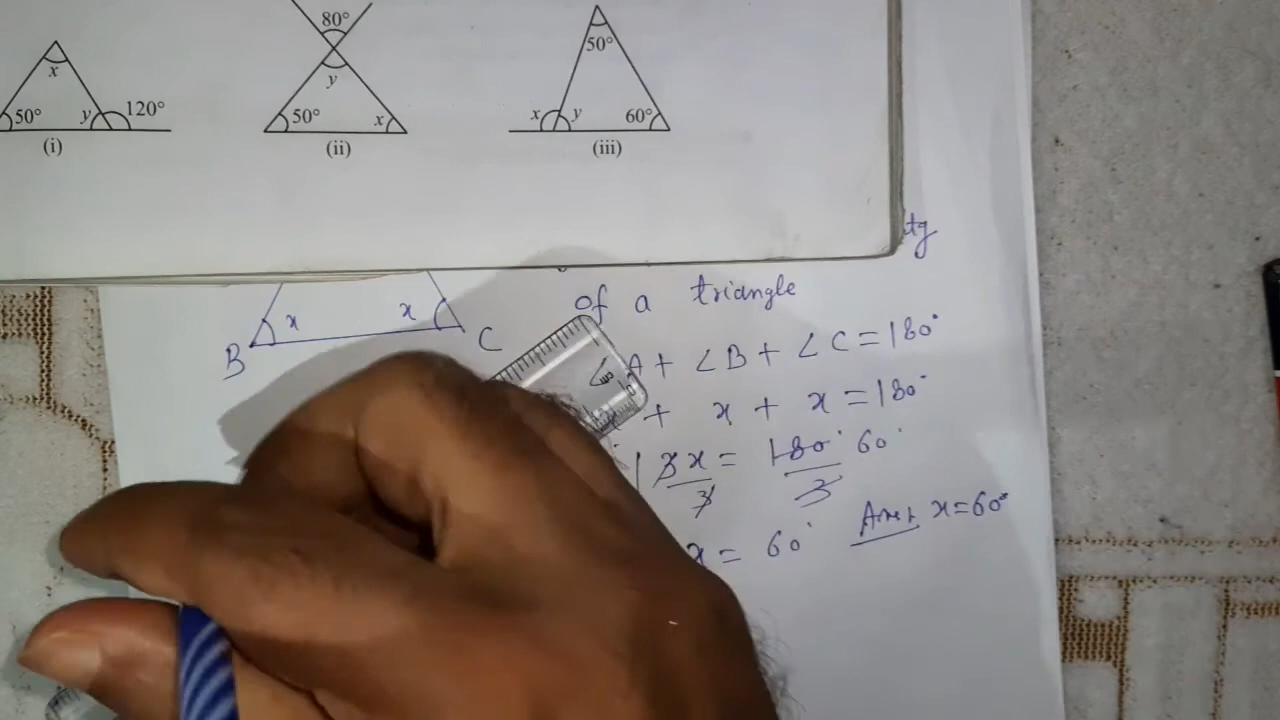 80°
x
50°
y
120°
(i)
y
50°
x
(ii)
50°
x
y
60°
(iii)
of a triangle
x
x
B
C
A + ∠B + ∠C = 180°
+ x + x = 180°
3x = 180° 60°
3 3
x = 60° Ans, x = 60°